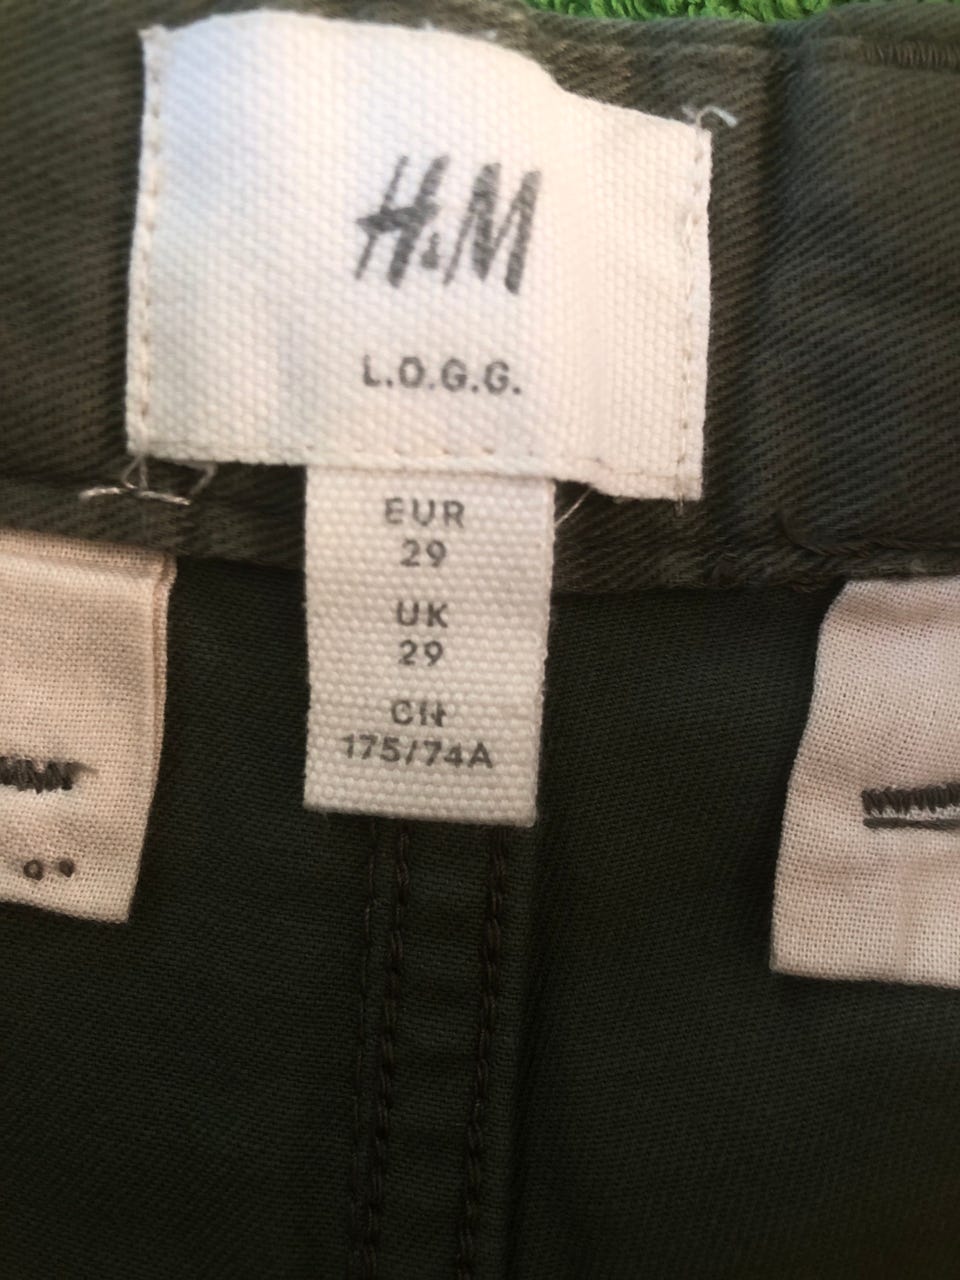 H&M
L.O.G.G.
EUR
29
UK
29
CN
175/74A